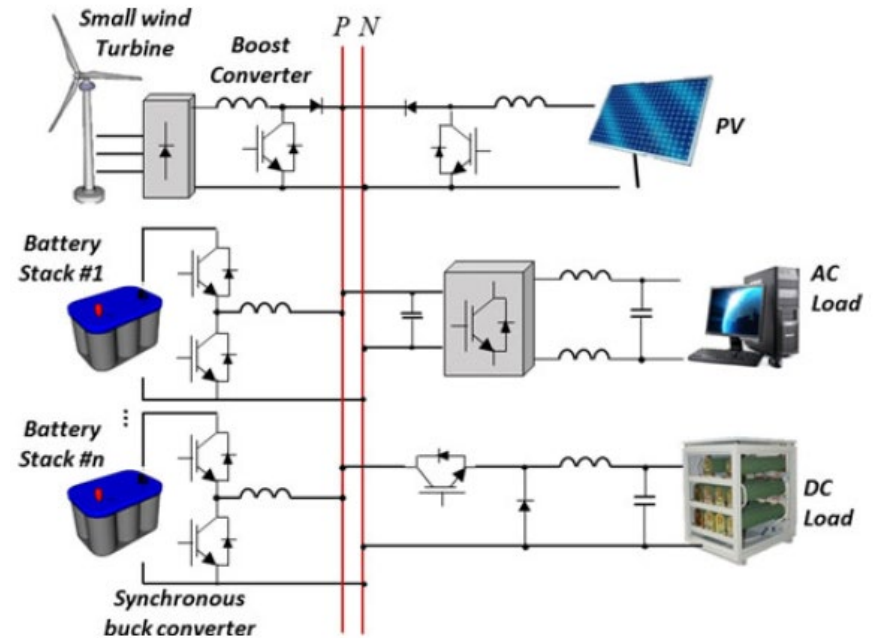 Small wind
Turbine
P N
Boost
Converter
PV
Battery
Stack #1
AC
Load
Battery
Stack #n
DC
Load
Synchronous
buck converter